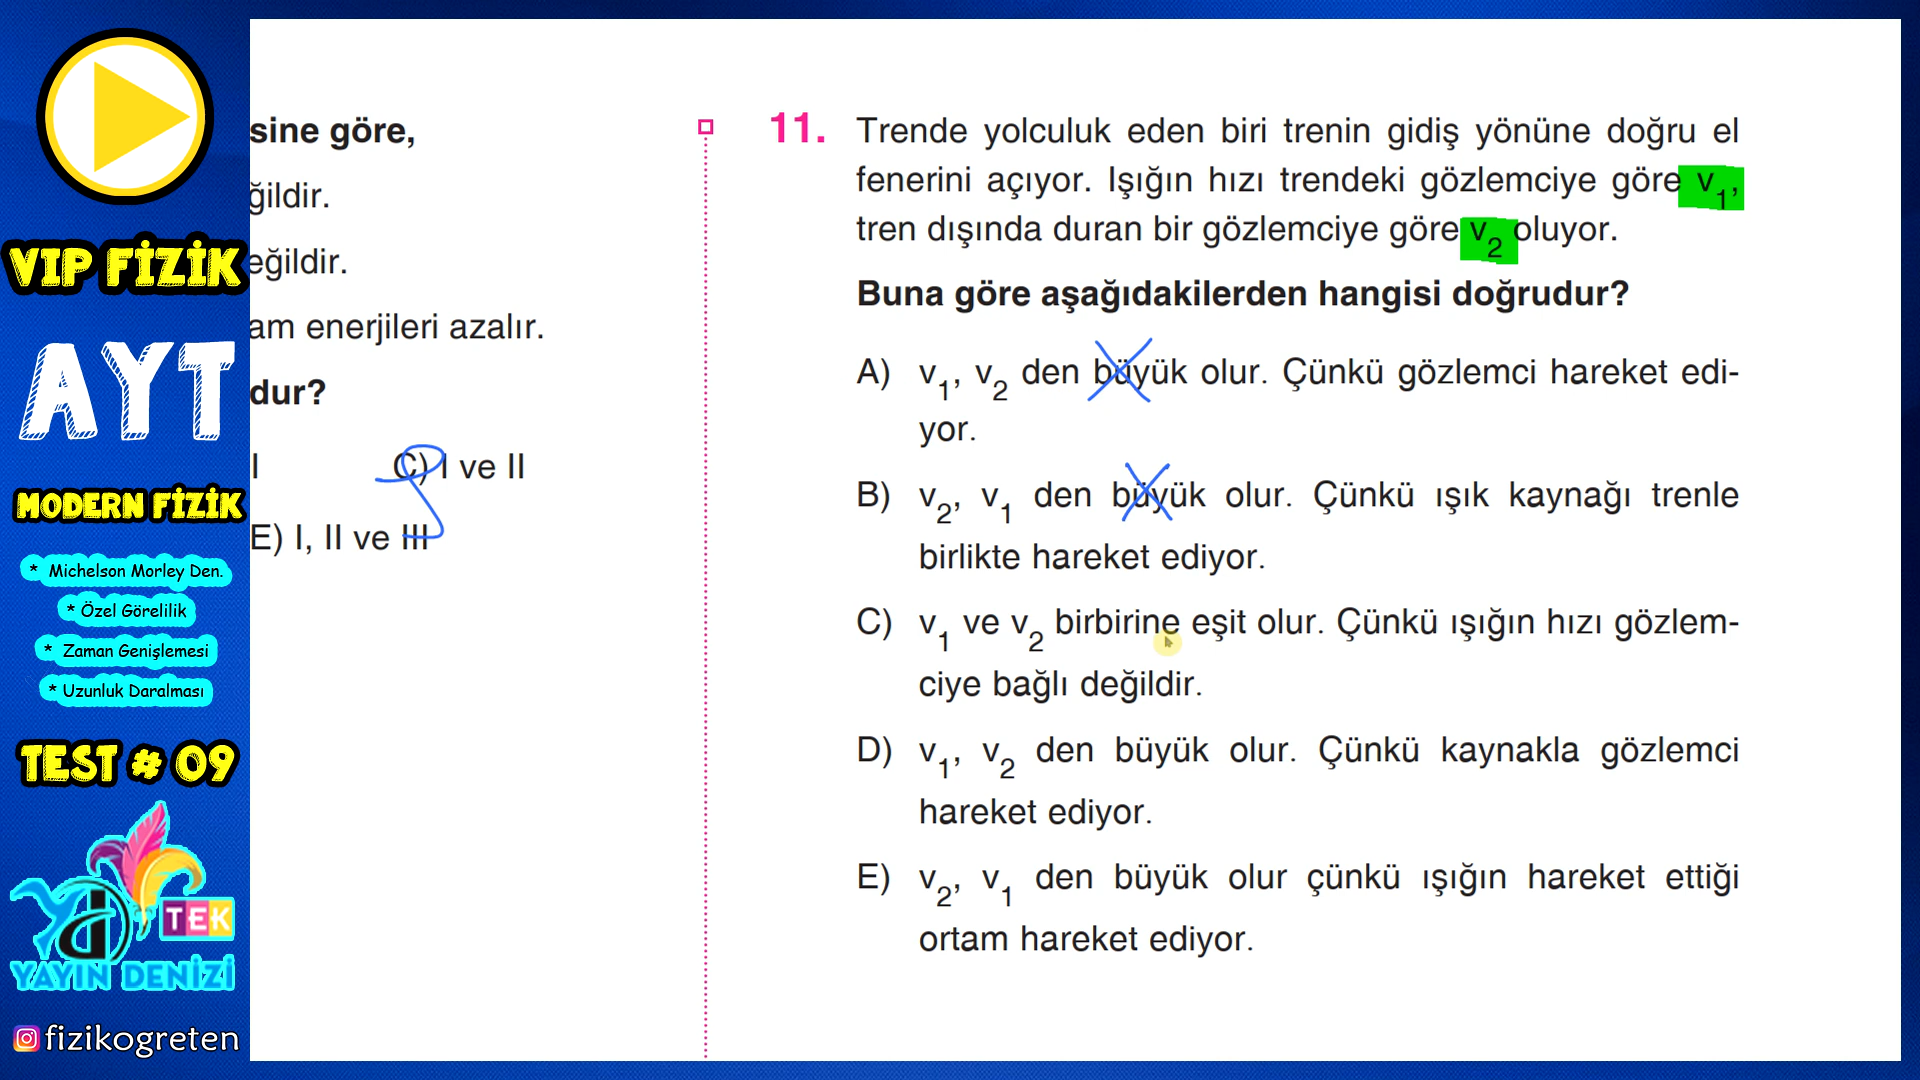 VIP FİZİK
AYT
MODERN FİZİK
* Michelson Morley Den.
* Özel Görelilik
* Zaman Genişlemesi
* Uzunluk Daralması
TEST # 09
TEK
YAYIN DENİZİ
fizikogreten
sine göre,
ğildir.
eğildir.
am enerjileri azalır.
dur?
I C) I ve II
E) I, II ve III
11. Trende yolculuk eden biri trenin gidiş yönüne doğru el
fenerini açıyor. Işığın hızı trendeki gözlemciye göre v1,
tren dışında duran bir gözlemciye göre v2 oluyor.
Buna göre aşağıdakilerden hangisi doğrudur?
A) v1, v2 den büyük olur. Çünkü gözlemci hareket edi-
yor.
B) v2, v1 den büyük olur. Çünkü ışık kaynağı trenle
birlikte hareket ediyor.
C) v1 ve v2 birbirine eşit olur. Çünkü ışığın hızı gözlem-
ciye bağlı değildir.
D) v1, v2 den büyük olur. Çünkü kaynakla gözlemci
hareket ediyor.
E) v2, v1 den büyük olur çünkü ışığın hareket ettiği
ortam hareket ediyor.